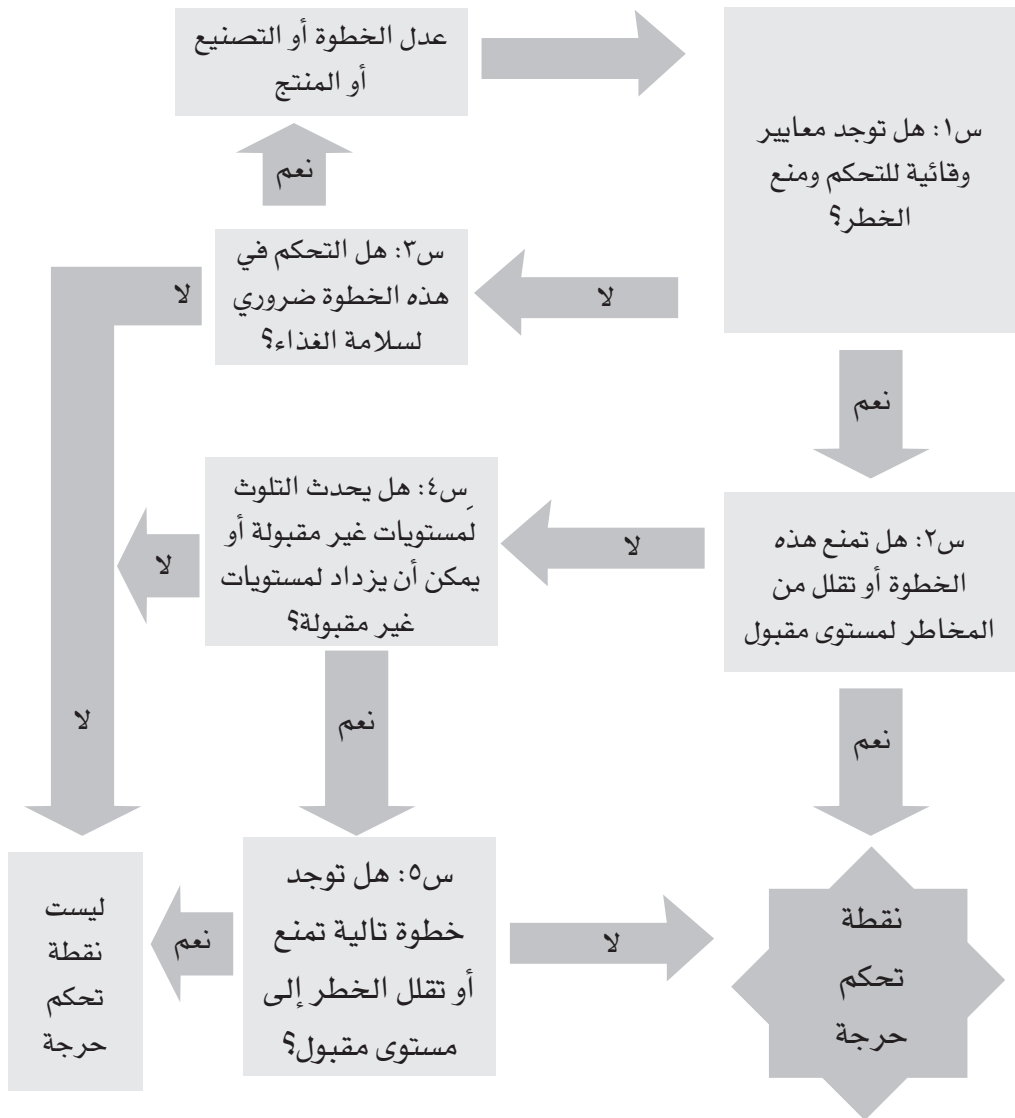 عدل الخطوة أو التصنيع
أو المنتج
س١: هل توجد معايير
وقائية للتحكم ومنع
الخطر؟
نعم
س٣: هل التحكم في
هذه الخطوة ضروري
لسلامة الغذاء؟
لا
لا
نعم
س٤: هل يحدث التلوث
لمستويات غير مقبولة أو
يمكن أن يزداد لمستويات
غير مقبولة؟
س٢: هل تمنع هذه
الخطوة أو تقلل من
المخاطر لمستوى مقبول
لا
لا
لا
نعم
نعم
س٥: هل توجد
خطوة تالية تمنع
أو تقلل الخطر إلى
مستوى مقبول؟
لا
نعم
نقطة
تحكم
حرجة
ليست
نقطة
تحكم
حرجة